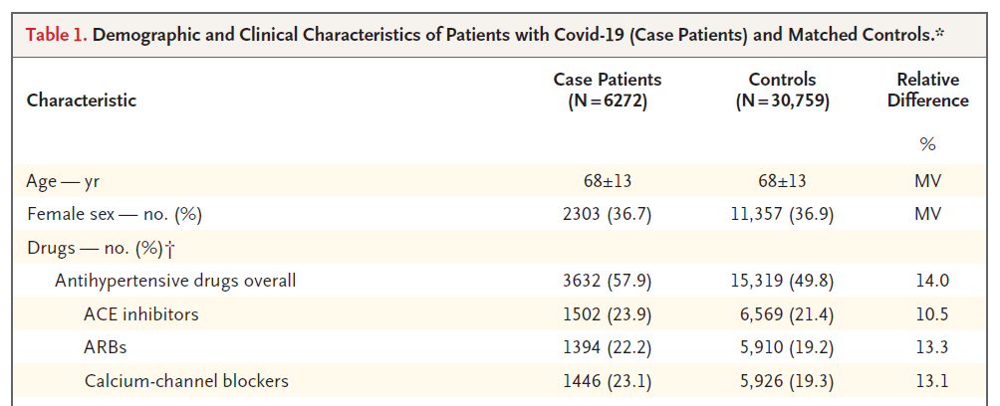 Table 1. Demographic and Clinical Characteristics of Patients with Covid-19 (Case Patients) and Matched Controls.*
Characteristic Case Patients (N=6272) Controls (N=30,759) Relative Difference
%
Age — yr 68±13 68±13 MV
Female sex — no. (%) 2303 (36.7) 11,357 (36.9) MV
Drugs — no. (%)†
Antihypertensive drugs overall 3632 (57.9) 15,319 (49.8) 14.0
ACE inhibitors 1502 (23.9) 6,569 (21.4) 10.5
ARBs 1394 (22.2) 5,910 (19.2) 13.3
Calcium-channel blockers 1446 (23.1) 5,926 (19.3) 13.1